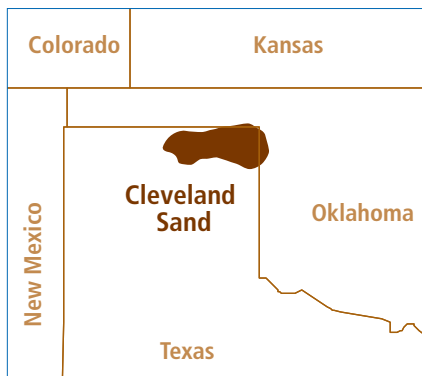 Colorado
Kansas
Cleveland
Sand
Oklahoma
New Mexico
Texas